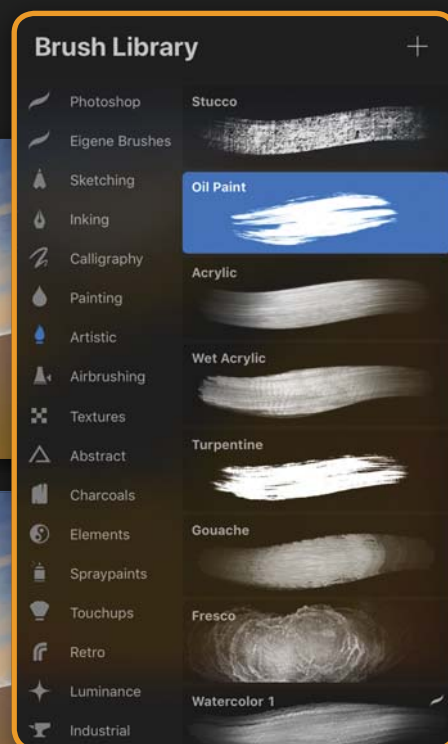 Brush Library
Photoshop
Eigene Brushes
Sketching
Inking
Calligraphy
Painting
Artistic
Airbrushing
Textures
Abstract
Charcoals
Elements
Spraypaints
Touchups
Retro
Luminance
Industrial
Stucco
Oil Paint
Acrylic
Wet Acrylic
Turpentine
Gouache
Fresco
Watercolor 1